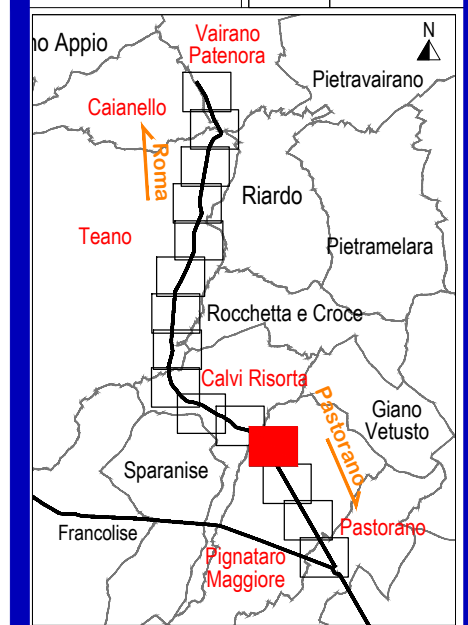 Vairano
Patenora
N
no Appio
Pietravairano
Caianello
Roma
Riardo
Teano
Pietramelara
Rocchetta e Croce
Calvi Risorta
Pastorano
Giano
Vetusto
Sparanise
Francolise
Pastorano
Pignataro
Maggiore